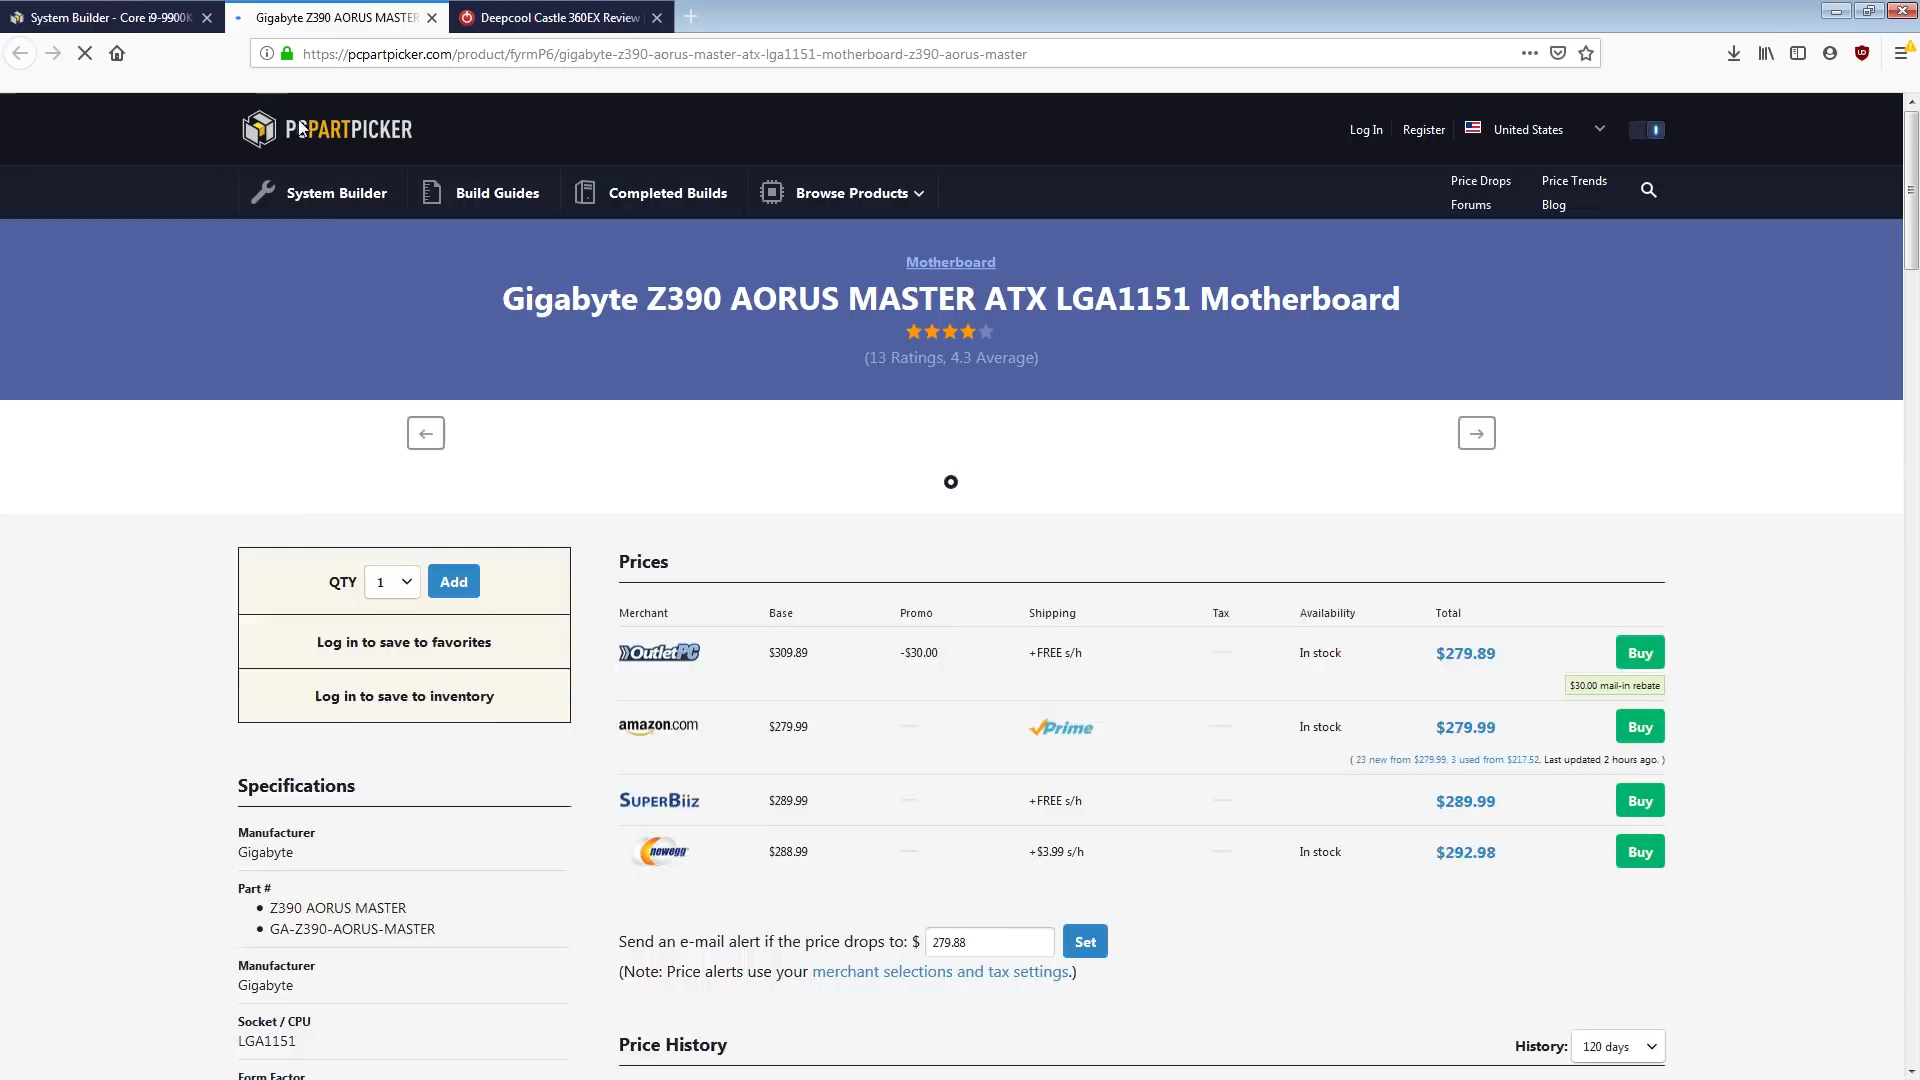 System Builder - Core i9-9900K
Gigabyte Z390 AORUS MASTER
Deepcool Castle 360EX Review
https://pcpartpicker.com/product/fyrmP6/gigabyte-z390-aorus-master-atx-lga1151-motherboard-z390-aorus-master
PCPARTPICKER
Log In
Register
United States
System Builder
Build Guides
Completed Builds
Browse Products
Price Drops
Price Trends
Forums
Blog
Motherboard
Gigabyte Z390 AORUS MASTER ATX LGA1151 Motherboard
(13 Ratings, 4.3 Average)
QTY 1 Add
Log in to save to favorites
Log in to save to inventory
Specifications
Manufacturer
Gigabyte
Part #
• Z390 AORUS MASTER
• GA-Z390-AORUS-MASTER
Manufacturer
Gigabyte
Socket / CPU
LGA1151
Form Factor
Prices
Merchant Base Promo Shipping Tax Availability Total
OutletPC $309.89 -$30.00 +FREE s/h In stock $279.89 Buy
$30.00 mail-in rebate
amazon.com $279.99 Prime In stock $279.99 Buy
( 23 new from $279.99, 3 used from $217.52. Last updated 2 hours ago. )
SUPERBiiz $289.99 +FREE s/h $289.99 Buy
newegg $288.99 +$3.99 s/h In stock $292.98 Buy
Send an e-mail alert if the price drops to: $ 279.88 Set
(Note: Price alerts use your merchant selections and tax settings.)
Price History
History: 120 days